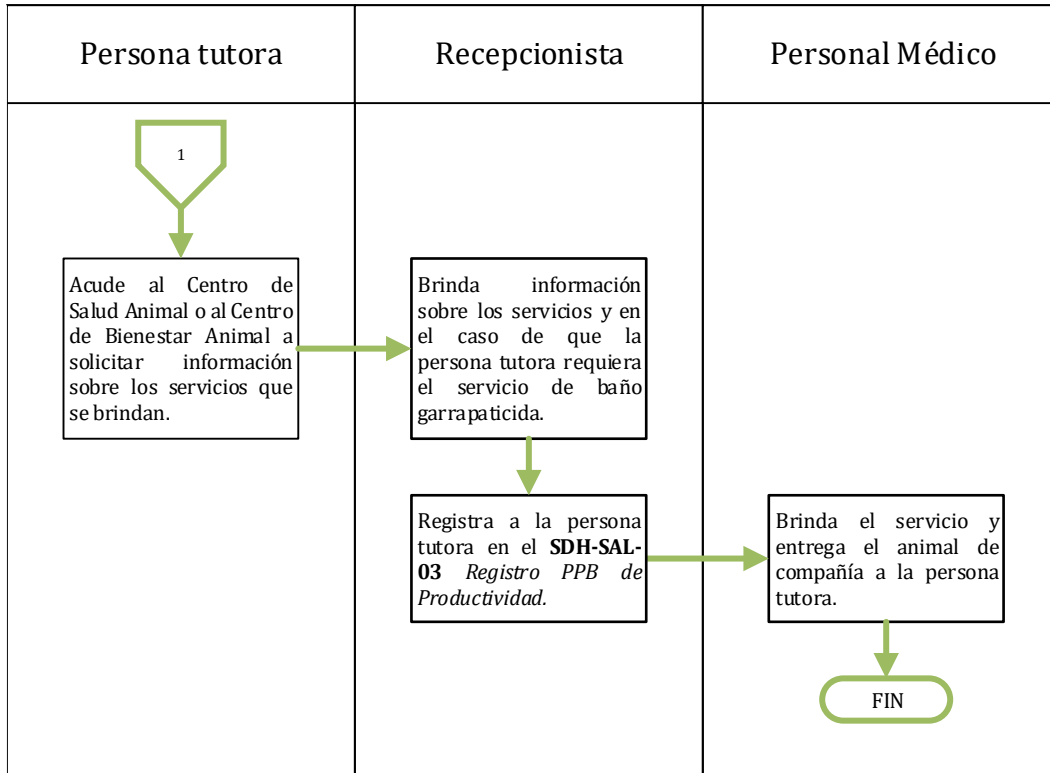 Persona tutora
Recepcionista
Personal Médico
1
Acude al Centro de
Salud Animal o al Centro
de Bienestar Animal a
solicitar información
sobre los servicios que
se brindan.
Brinda información
sobre los servicios y en
el caso de que la
persona tutora requiera
el servicio de baño
garrapaticida.
Registra a la persona
tutora en el SDH-SAL-
03 Registro PPB de
Productividad.
Brinda el servicio y
entrega el animal de
compañía a la persona
tutora.
FIN